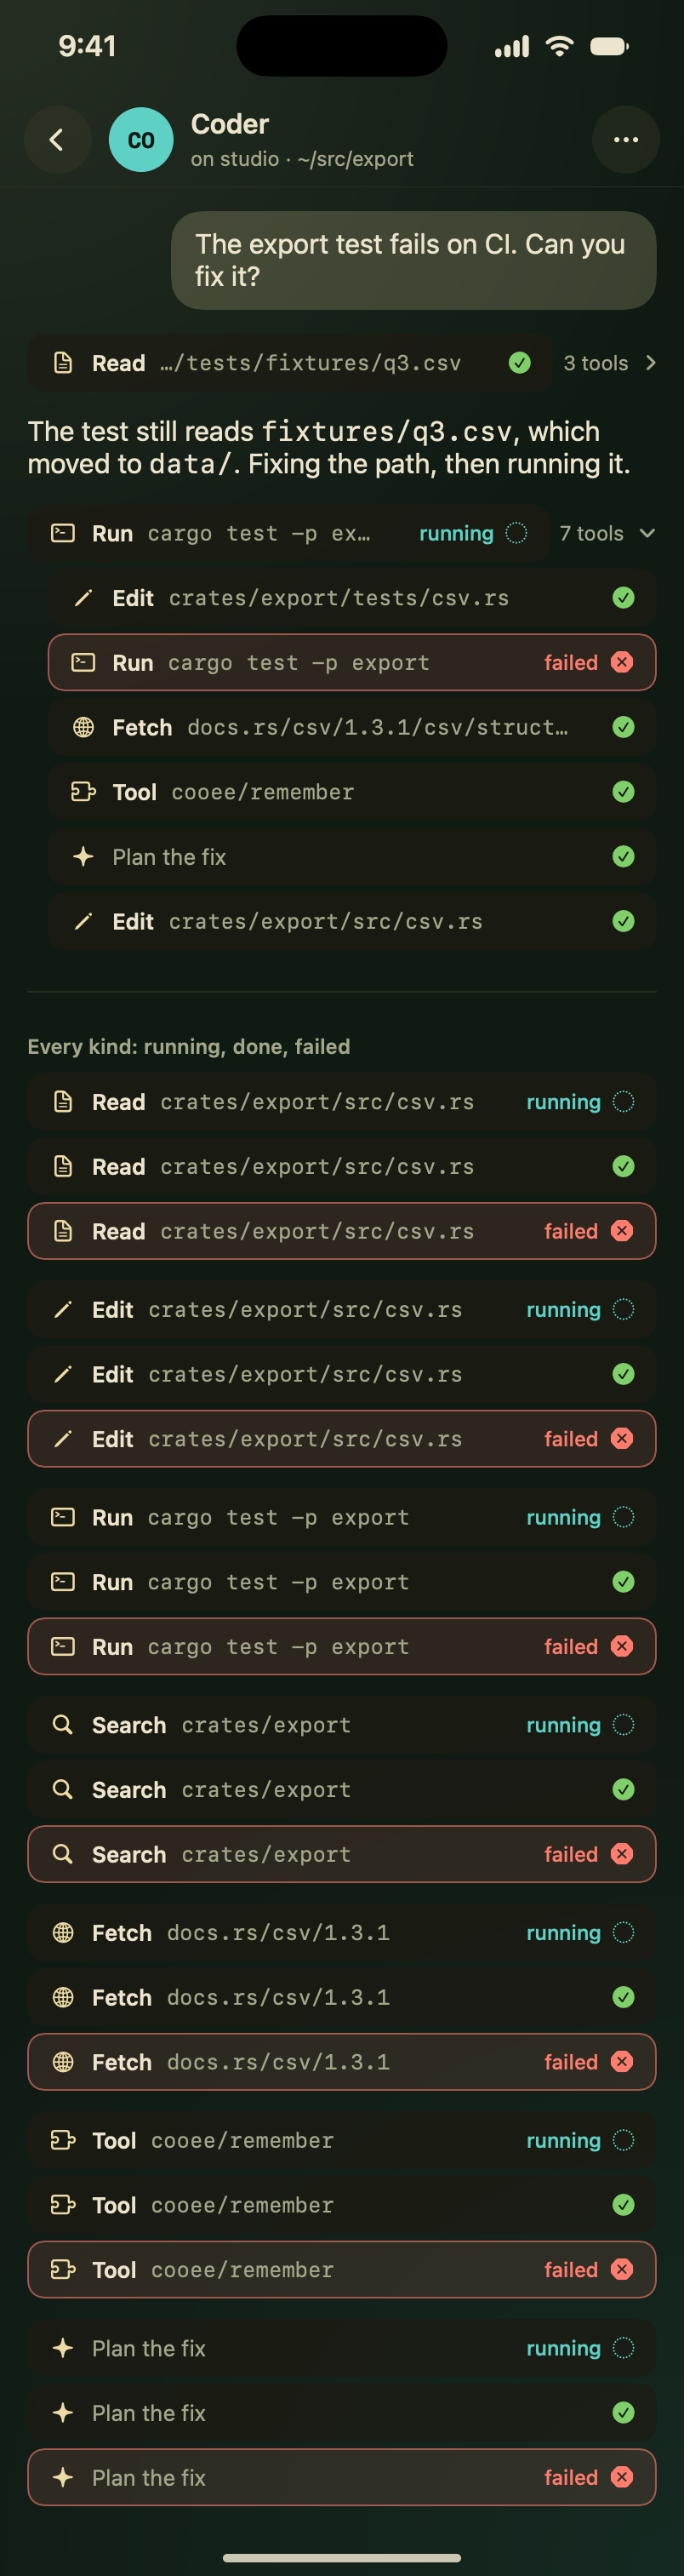 9:41
CO
Coder
on studio · ~/src/export
The export test fails on CI. Can you
fix it?
Read …/tests/fixtures/q3.csv 3 tools
The test still reads fixtures/q3.csv, which
moved to data/. Fixing the path, then running it.
Run cargo test -p ex… running 7 tools
Edit crates/export/tests/csv.rs
Run cargo test -p export failed
Fetch docs.rs/csv/1.3.1/csv/struct…
Tool cooee/remember
Plan the fix
Edit crates/export/src/csv.rs
Every kind: running, done, failed
Read crates/export/src/csv.rs running
Read crates/export/src/csv.rs
Read crates/export/src/csv.rs failed
Edit crates/export/src/csv.rs running
Edit crates/export/src/csv.rs
Edit crates/export/src/csv.rs failed
Run cargo test -p export running
Run cargo test -p export
Run cargo test -p export failed
Search crates/export running
Search crates/export
Search crates/export failed
Fetch docs.rs/csv/1.3.1 running
Fetch docs.rs/csv/1.3.1
Fetch docs.rs/csv/1.3.1 failed
Tool cooee/remember running
Tool cooee/remember
Tool cooee/remember failed
Plan the fix running
Plan the fix
Plan the fix failed